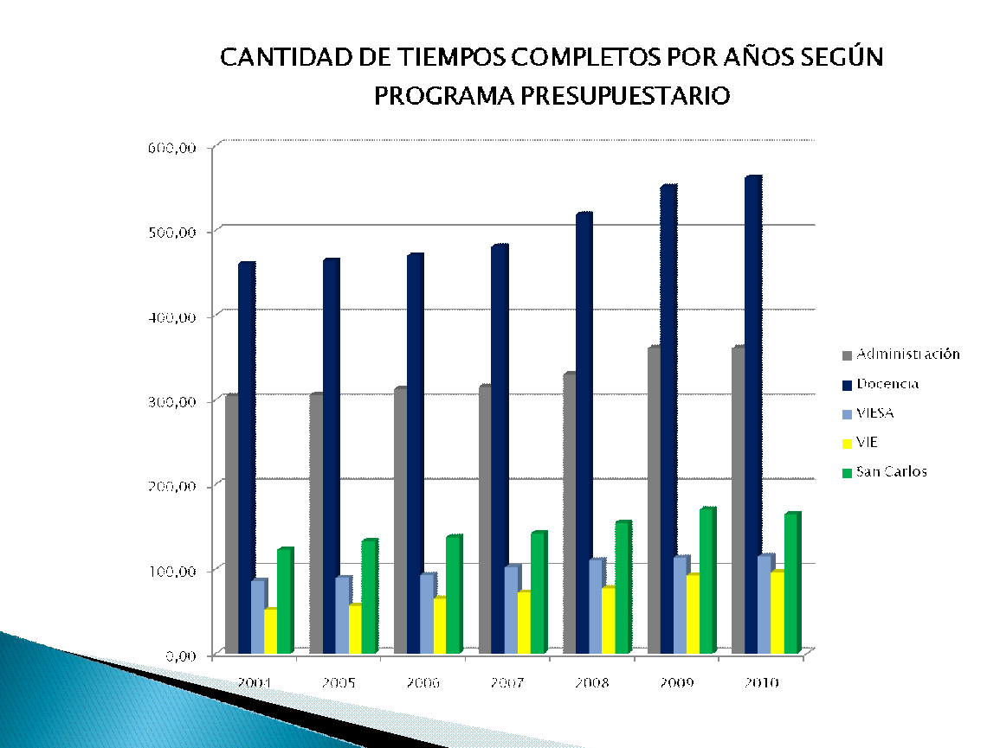 CANTIDAD DE TIEMPOS COMPLETOS POR AÑOS SEGÚN
PROGRAMA PRESUPUESTARIO
600,00
500,00
400,00
300,00
200,00
100,00
0,00
2004
2005
2006
2007
2008
2009
2010
Administración
Docencia
VIESA
VIE
San Carlos